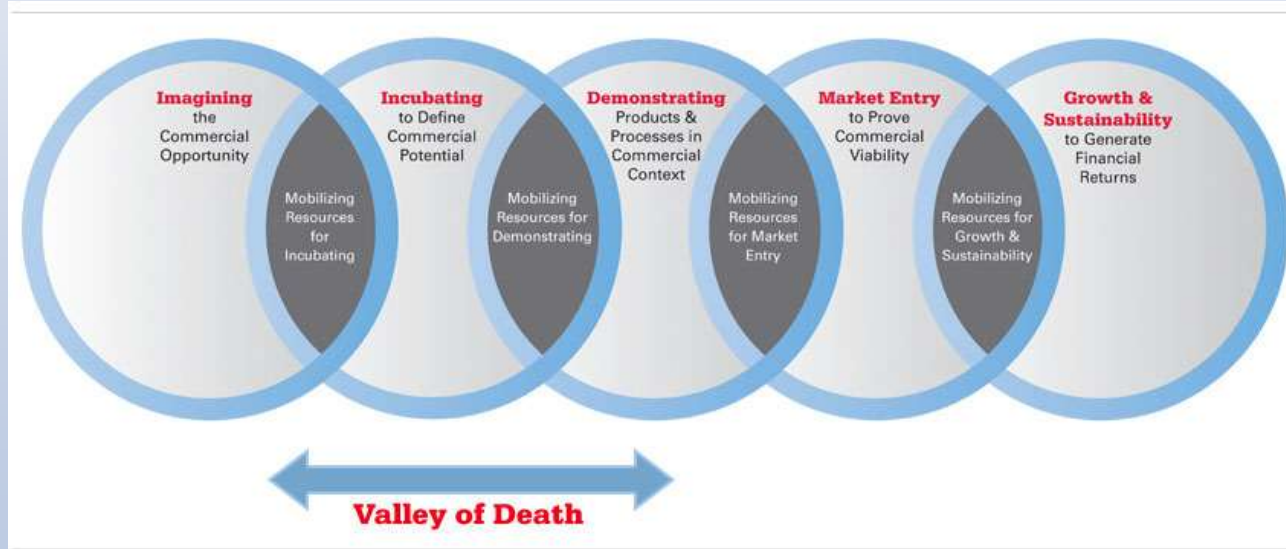 Imagining
the
Commercial
Opportunity
Mobilizing
Resources
for
Incubating
Incubating
to Define
Commercial
Potential
Mobilizing
Resources for
Demonstrating
Demonstrating
Products &
Processes in
Commercial
Context
Mobilizing
Resources
for Market
Entry
Market Entry
to Prove
Commercial
Viability
Mobilizing
Resources for
Growth &
Sustainability
Growth &
Sustainability
to Generate
Financial
Returns
Valley of Death